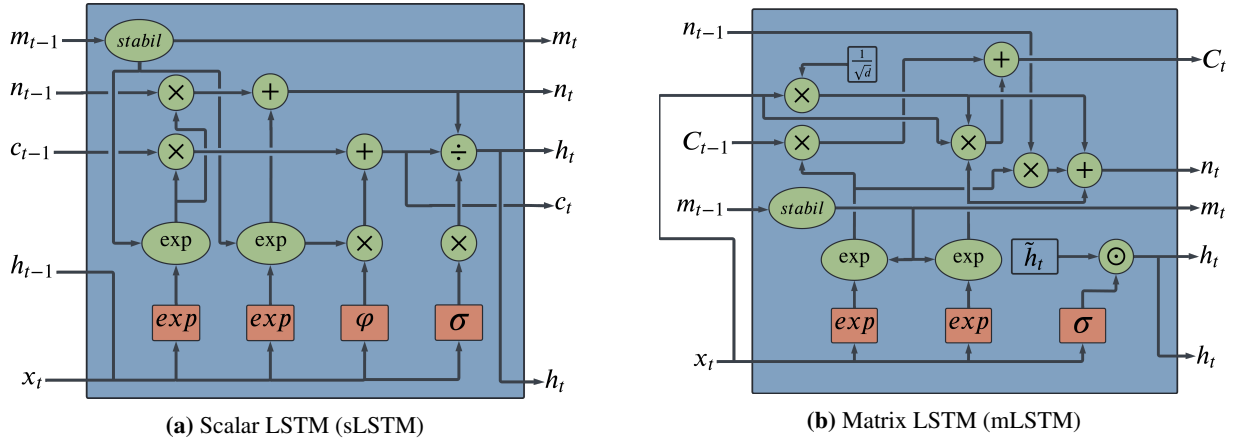 m_{t-1} stabil m_t
n_{t-1} × + n_t
c_{t-1} × + ÷ h_t
c_t
exp exp × ×
h_{t-1}
exp exp φ σ
x_t h_t
(a) Scalar LSTM (sLSTM)
n_{t-1}
1/√d + C_t
×
C_{t-1} × ×
× + n_t
m_{t-1} stabil m_t
exp exp h̃_t ⊙ h_t
exp exp σ
x_t h_t
(b) Matrix LSTM (mLSTM)